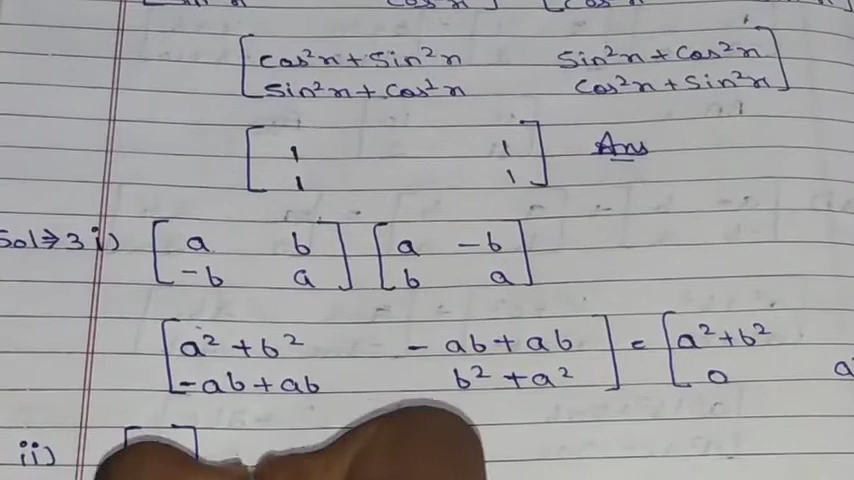 cos²x + sin²x sin²x + cos²x
sin²x + cos²x cos²x + sin²x
1 1 Ans
1 1
Sol⇒3 i) [a b] [a -b]
[-b a] [b a]
[a² + b² - ab + ab] = [a² + b²
[-ab + ab b² + a²] [0 a
ii) [ ]